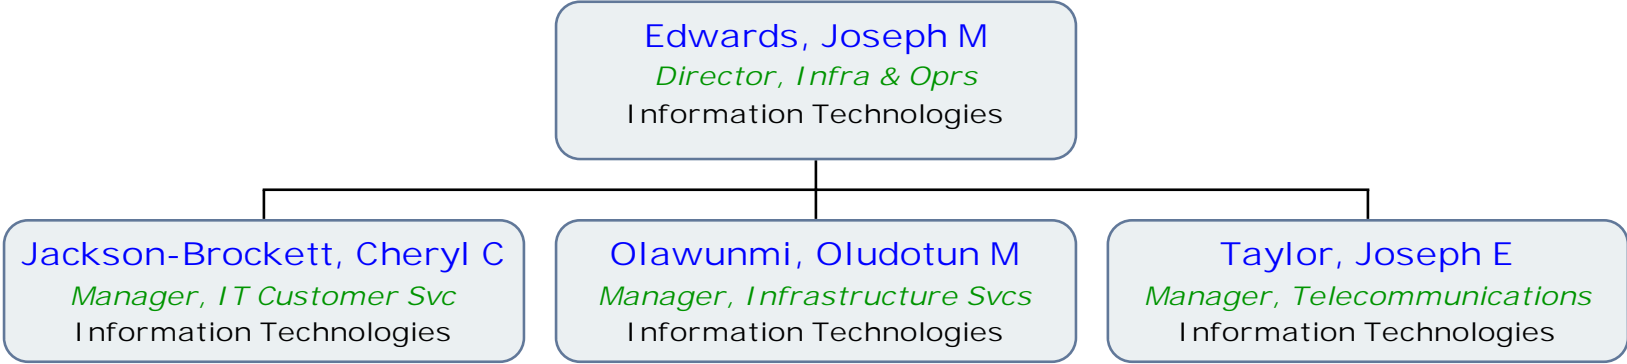 Edwards, Joseph M
Director, Infra & Oprs
Information Technologies
Jackson-Brockett, Cheryl C
Manager, IT Customer Svc
Information Technologies
Olawunmi, Oludotun M
Manager, Infrastructure Svcs
Information Technologies
Taylor, Joseph E
Manager, Telecommunications
Information Technologies